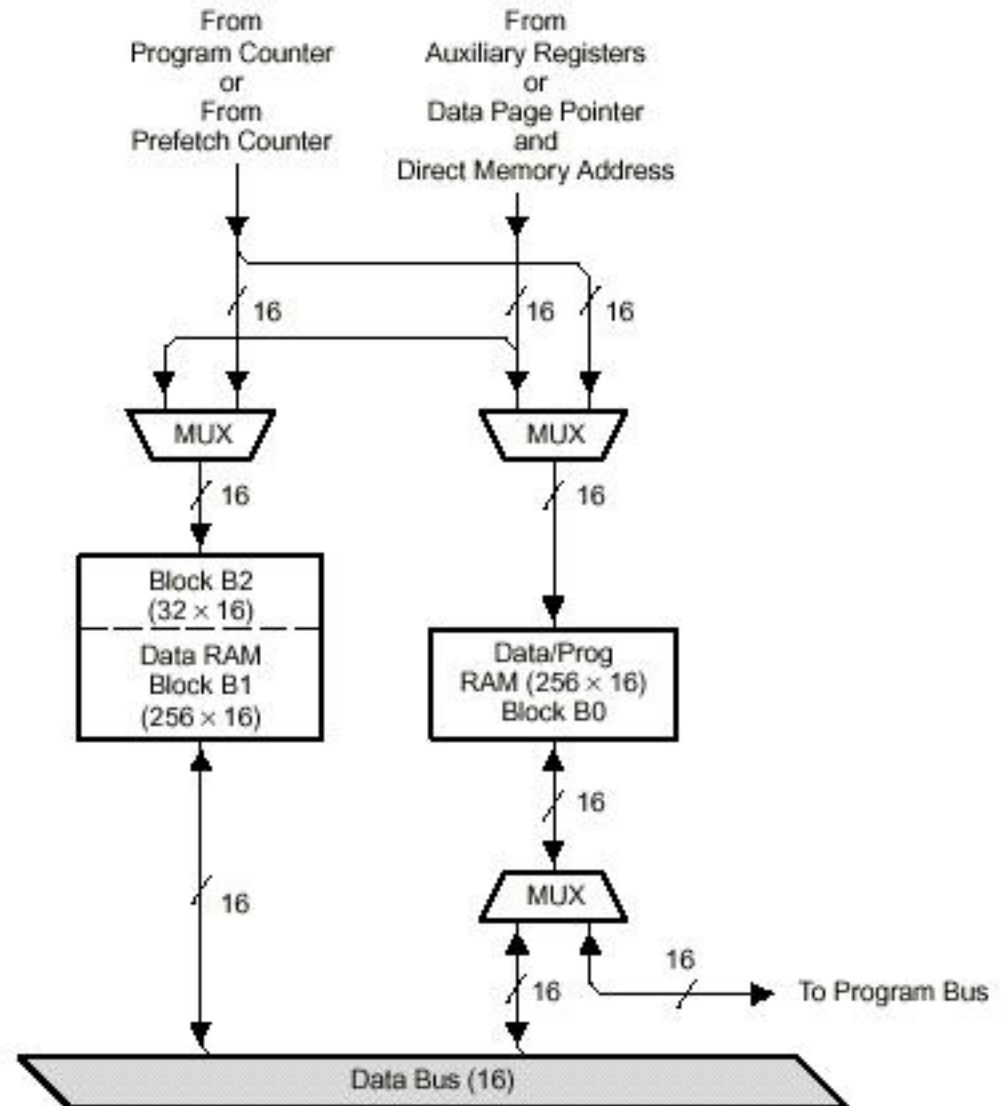 From
Program Counter
or
From
Prefetch Counter
From
Auxiliary Registers
or
Data Page Pointer
and
Direct Memory Address
16
16
16
MUX
MUX
16
16
Block B2
(32 × 16)
Data RAM
Block B1
(256 × 16)
Data/Prog
RAM (256 × 16)
Block B0
16
MUX
16
16
16
To Program Bus
Data Bus (16)